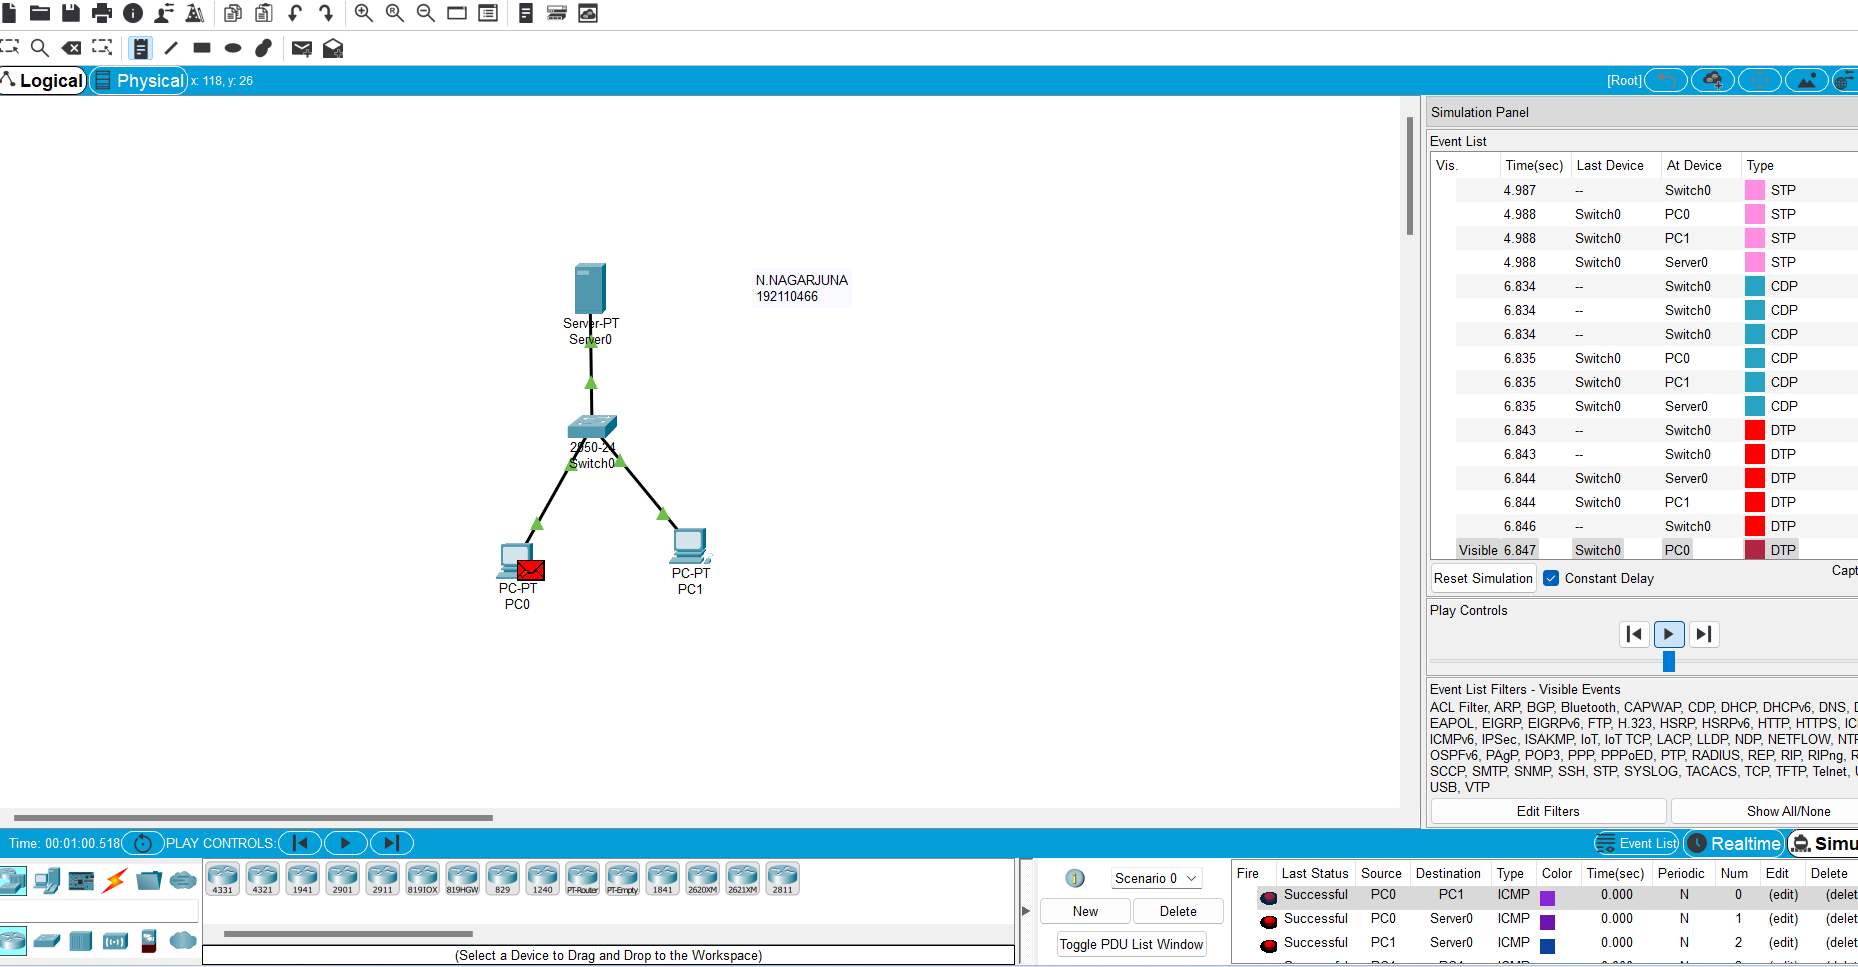 Logical Physical x: 118, y: 26 [Root]
Simulation Panel
Event List
Vis. Time(sec) Last Device At Device Type
4.987 -- Switch0 STP
4.988 Switch0 PC0 STP
4.988 Switch0 PC1 STP
4.988 Switch0 Server0 STP
6.834 -- Switch0 CDP
6.834 -- Switch0 CDP
6.834 -- Switch0 CDP
6.835 Switch0 PC0 CDP
6.835 Switch0 PC1 CDP
6.835 Switch0 Server0 CDP
6.843 -- Switch0 DTP
6.843 -- Switch0 DTP
6.844 Switch0 Server0 DTP
6.844 Switch0 PC1 DTP
6.846 -- Switch0 DTP
Visible 6.847 Switch0 PC0 DTP
Reset Simulation Constant Delay Capt
Play Controls
Event List Filters - Visible Events
ACL Filter, ARP, BGP, Bluetooth, CAPWAP, CDP, DHCP, DHCPv6, DNS, D
EAPOL, EIGRP, EIGRPv6, FTP, H.323, HSRP, HSRPv6, HTTP, HTTPS, IC
ICMPv6, IPSec, ISAKMP, IoT, IoT TCP, LACP, LLDP, NDP, NETFLOW, NTP
OSPFv6, PAgP, POP3, PPP, PPPoED, PTP, RADIUS, REP, RIP, RIPng, R
SCCP, SMTP, SNMP, SSH, STP, SYSLOG, TACACS, TCP, TFTP, Telnet, U
USB, VTP
Edit Filters Show All/None
N.NAGARJUNA
192110466
Server-PT
Server0
2950-24
Switch0
PC-PT
PC0
PC-PT
PC1
Time: 00:01:00.518 PLAY CONTROLS: Event List Realtime Simu
4331 4321 1941 2901 2911 819IOX 819HGW 829 1240 PT-Router PT-Empty 1841 2620XM 2621XM 2811
(Select a Device to Drag and Drop to the Workspace)
Scenario 0
New Delete
Toggle PDU List Window
Fire Last Status Source Destination Type Color Time(sec) Periodic Num Edit Delete
Successful PC0 PC1 ICMP 0.000 N 0 (edit) (delet
Successful PC0 Server0 ICMP 0.000 N 1 (edit) (delet
Successful PC1 Server0 ICMP 0.000 N 2 (edit) (delet